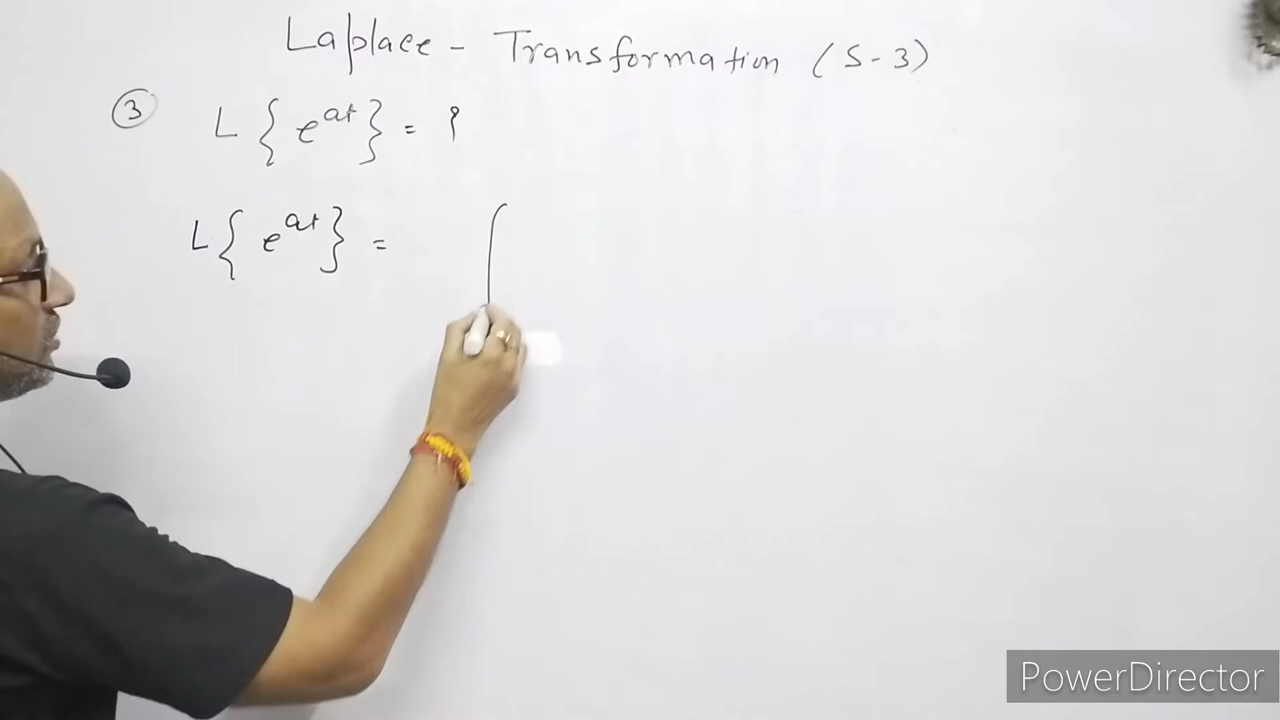 Laplace - Transformation (S-3)
③ L{e^{at}} = ?
L{e^{at}} = ∫
PowerDirector